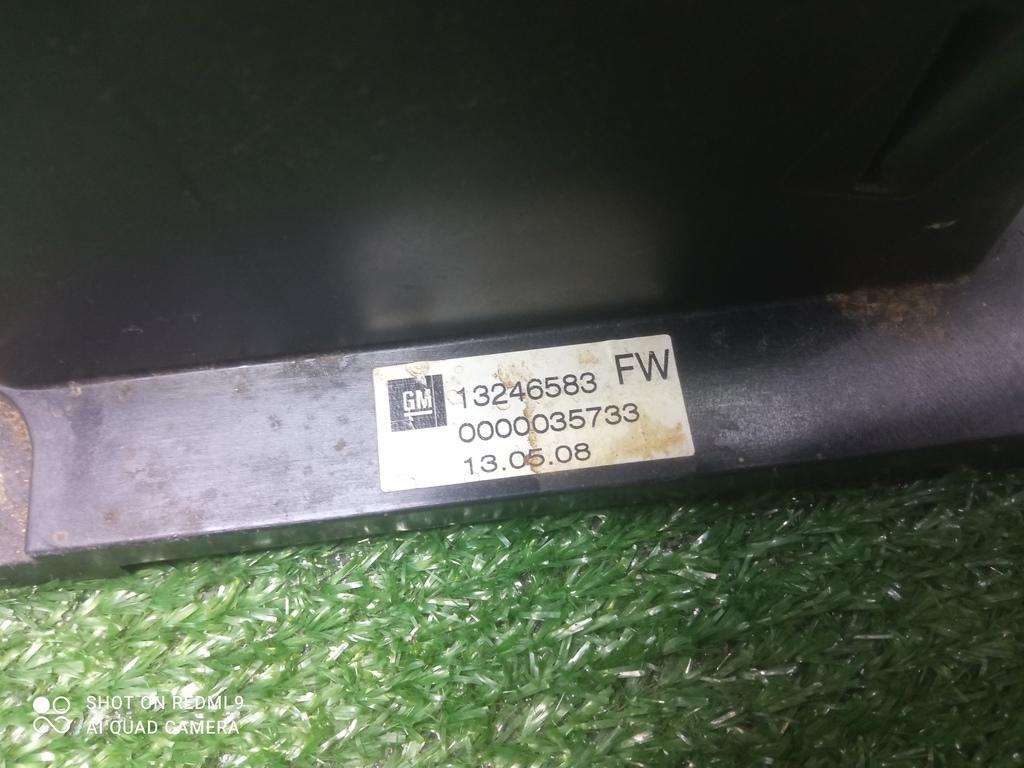 GM 13246583 FW
0000035733
13.05.08
SHOT ON REDMI 9
AI QUAD CAMERA